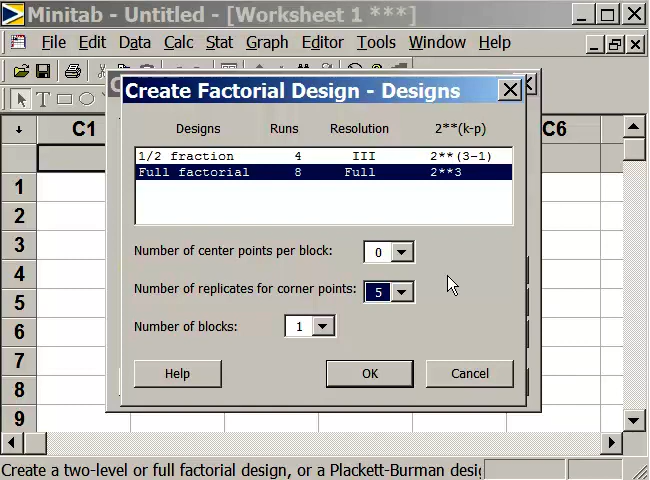 Minitab - Untitled - [Worksheet 1 ***]
File Edit Data Calc Stat Graph Editor Tools Window Help
Create Factorial Design - Designs
C1 C6
Designs Runs Resolution 2**(k-p)
1/2 fraction 4 III 2**(3-1)
Full factorial 8 Full 2**3
Number of center points per block: 0
Number of replicates for corner points: 5
Number of blocks: 1
Help OK Cancel
1
2
3
4
5
6
7
8
9
Create a two-level or full factorial design, or a Plackett-Burman